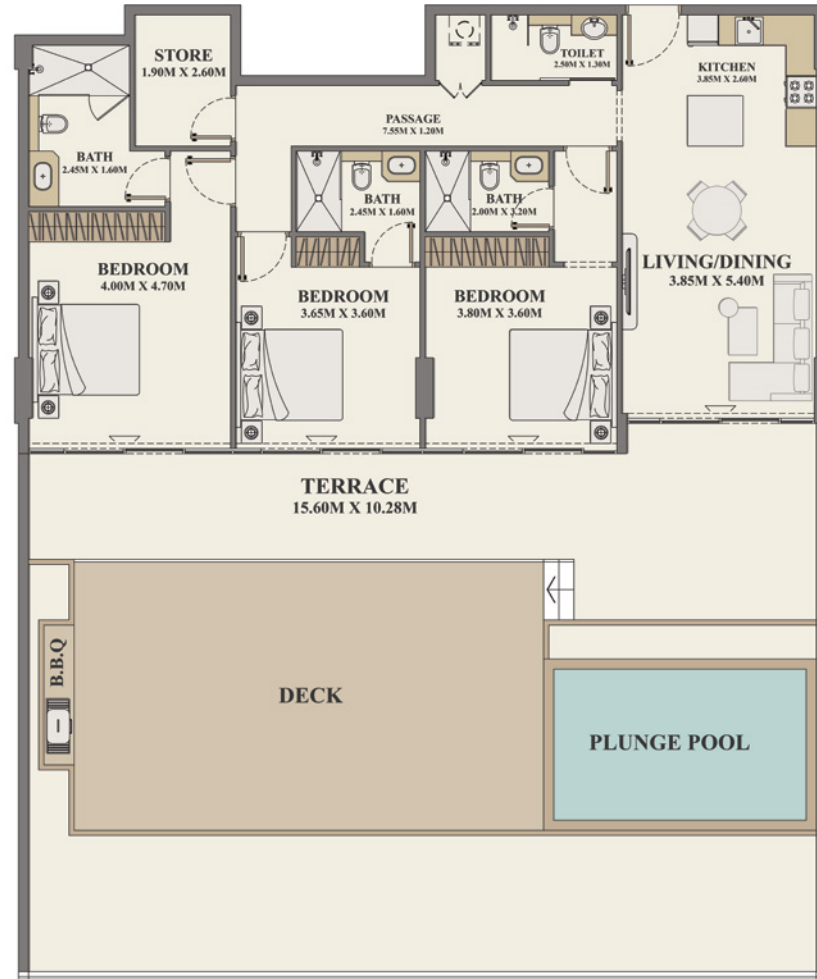 STORE
1.90M X 2.60M
TOILET
2.50M X 1.30M
KITCHEN
3.85M X 2.60M
PASSAGE
7.55M X 1.20M
BATH
2.45M X 1.60M
BATH
2.45M X 1.60M
BATH
2.00M X 3.20M
BEDROOM
4.00M X 4.70M
BEDROOM
3.65M X 3.60M
BEDROOM
3.80M X 3.60M
LIVING/DINING
3.85M X 5.40M
TERRACE
15.60M X 10.28M
B.B.Q
DECK
PLUNGE POOL